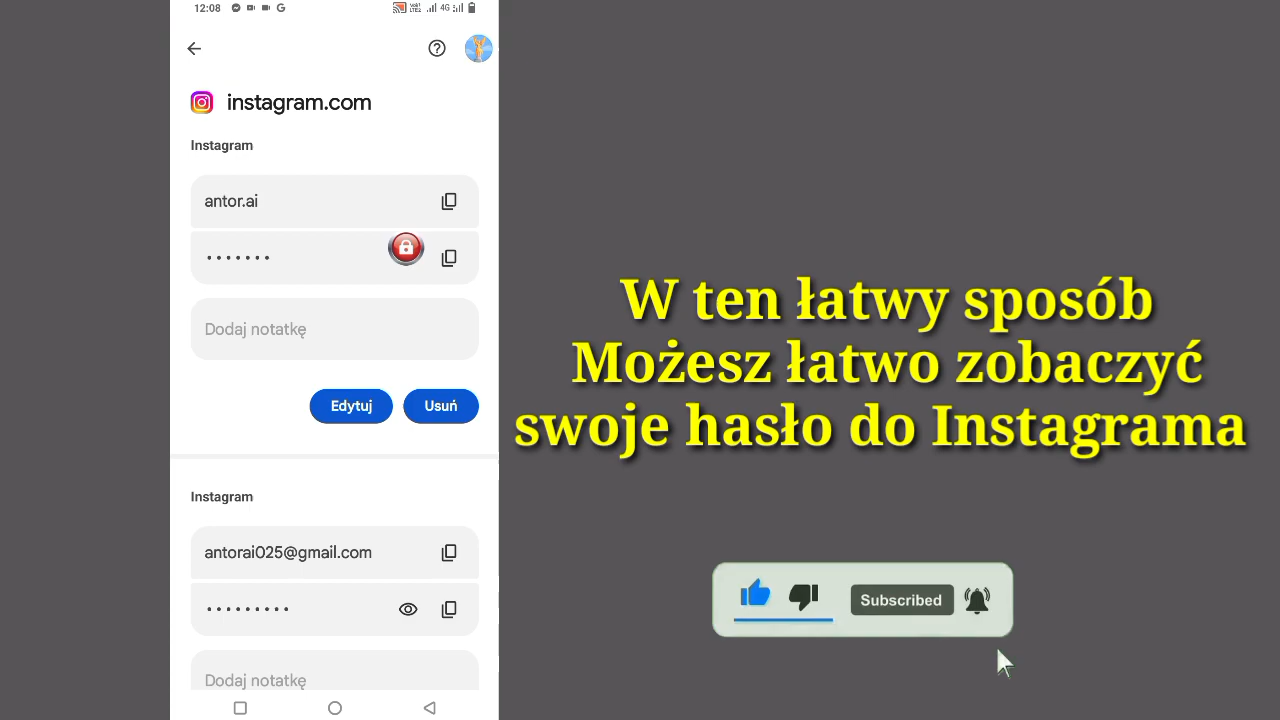 12:08
4G
instagram.com
Instagram
antor.ai
•••••••
Dodaj notatkę
Edytuj
Usuń
Instagram
antorai025@gmail.com
•••••••••
Dodaj notatkę
W ten łatwy sposób
Możesz łatwo zobaczyć
swoje hasło do Instagrama
Subscribed